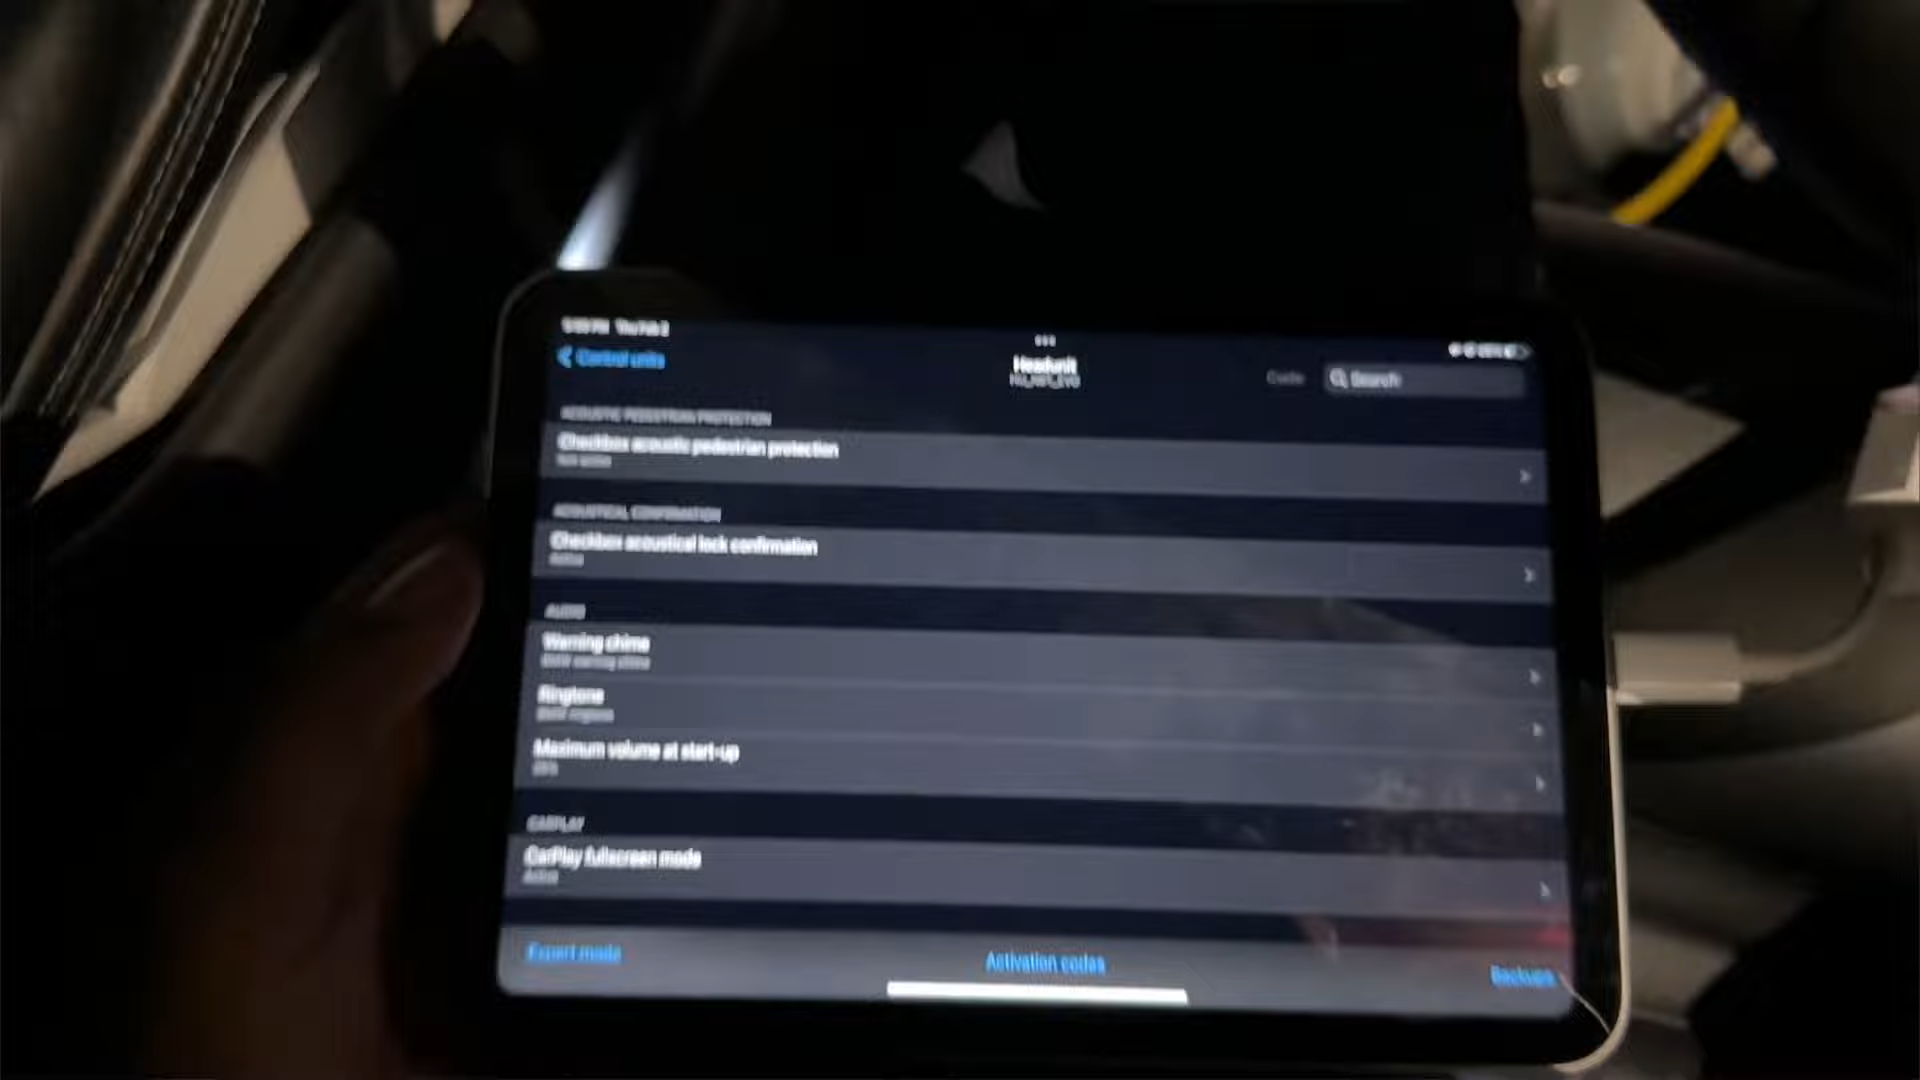 Control units
Headunit
Code
Search
ACOUSTIC PEDESTRIAN PROTECTION
Checkbox acoustic pedestrian protection
Not active
ACOUSTICAL CONFIRMATION
Checkbox acoustical lock confirmation
Active
AUDIO
Warning chime
BMW warning chime
Ringtone
BMW ringtone
Maximum volume at start-up
CARPLAY
CarPlay fullscreen mode
Active
Expert mode
Activation codes
Backups